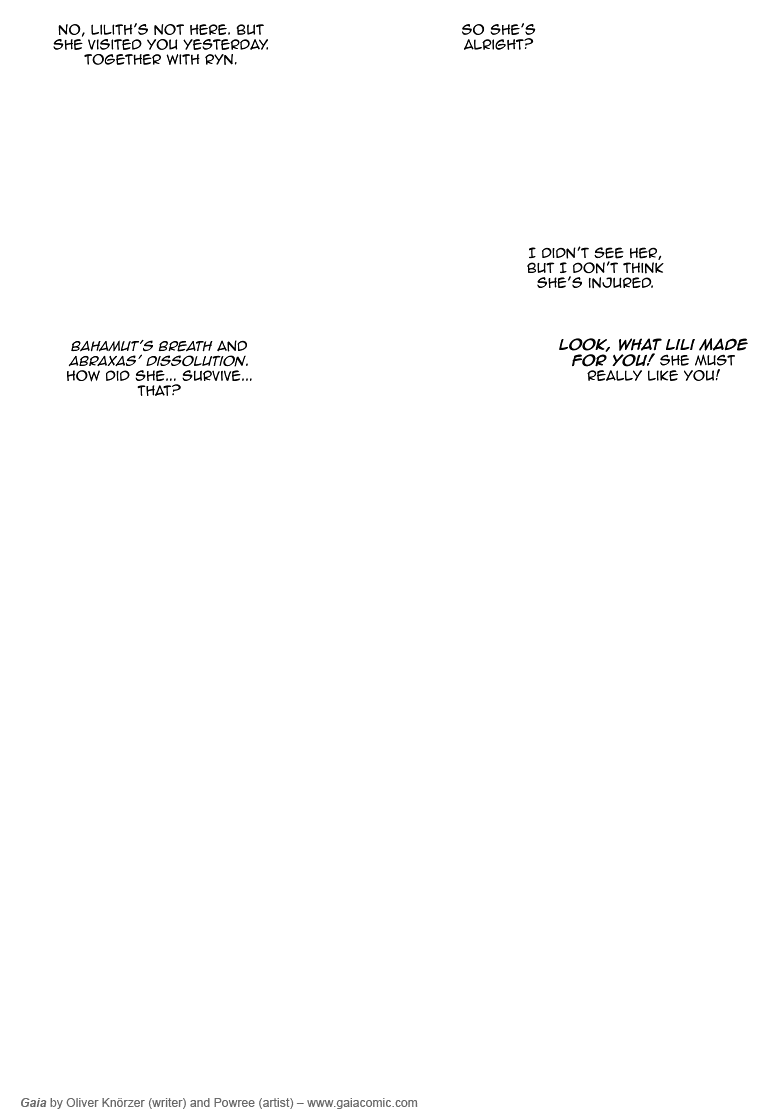 NO, LILITH'S NOT HERE. BUT
SHE VISITED YOU YESTERDAY.
TOGETHER WITH RYN.
SO SHE'S
ALRIGHT?
I DIDN'T SEE HER,
BUT I DON'T THINK
SHE'S INJURED.
BAHAMUT'S BREATH AND
ABRAXAS' DISSOLUTION.
HOW DID SHE... SURVIVE...
THAT?
LOOK, WHAT LILI MADE
FOR YOU! SHE MUST
REALLY LIKE YOU!
Gaia by Oliver Knörzer (writer) and Powree (artist) – www.gaiacomic.com